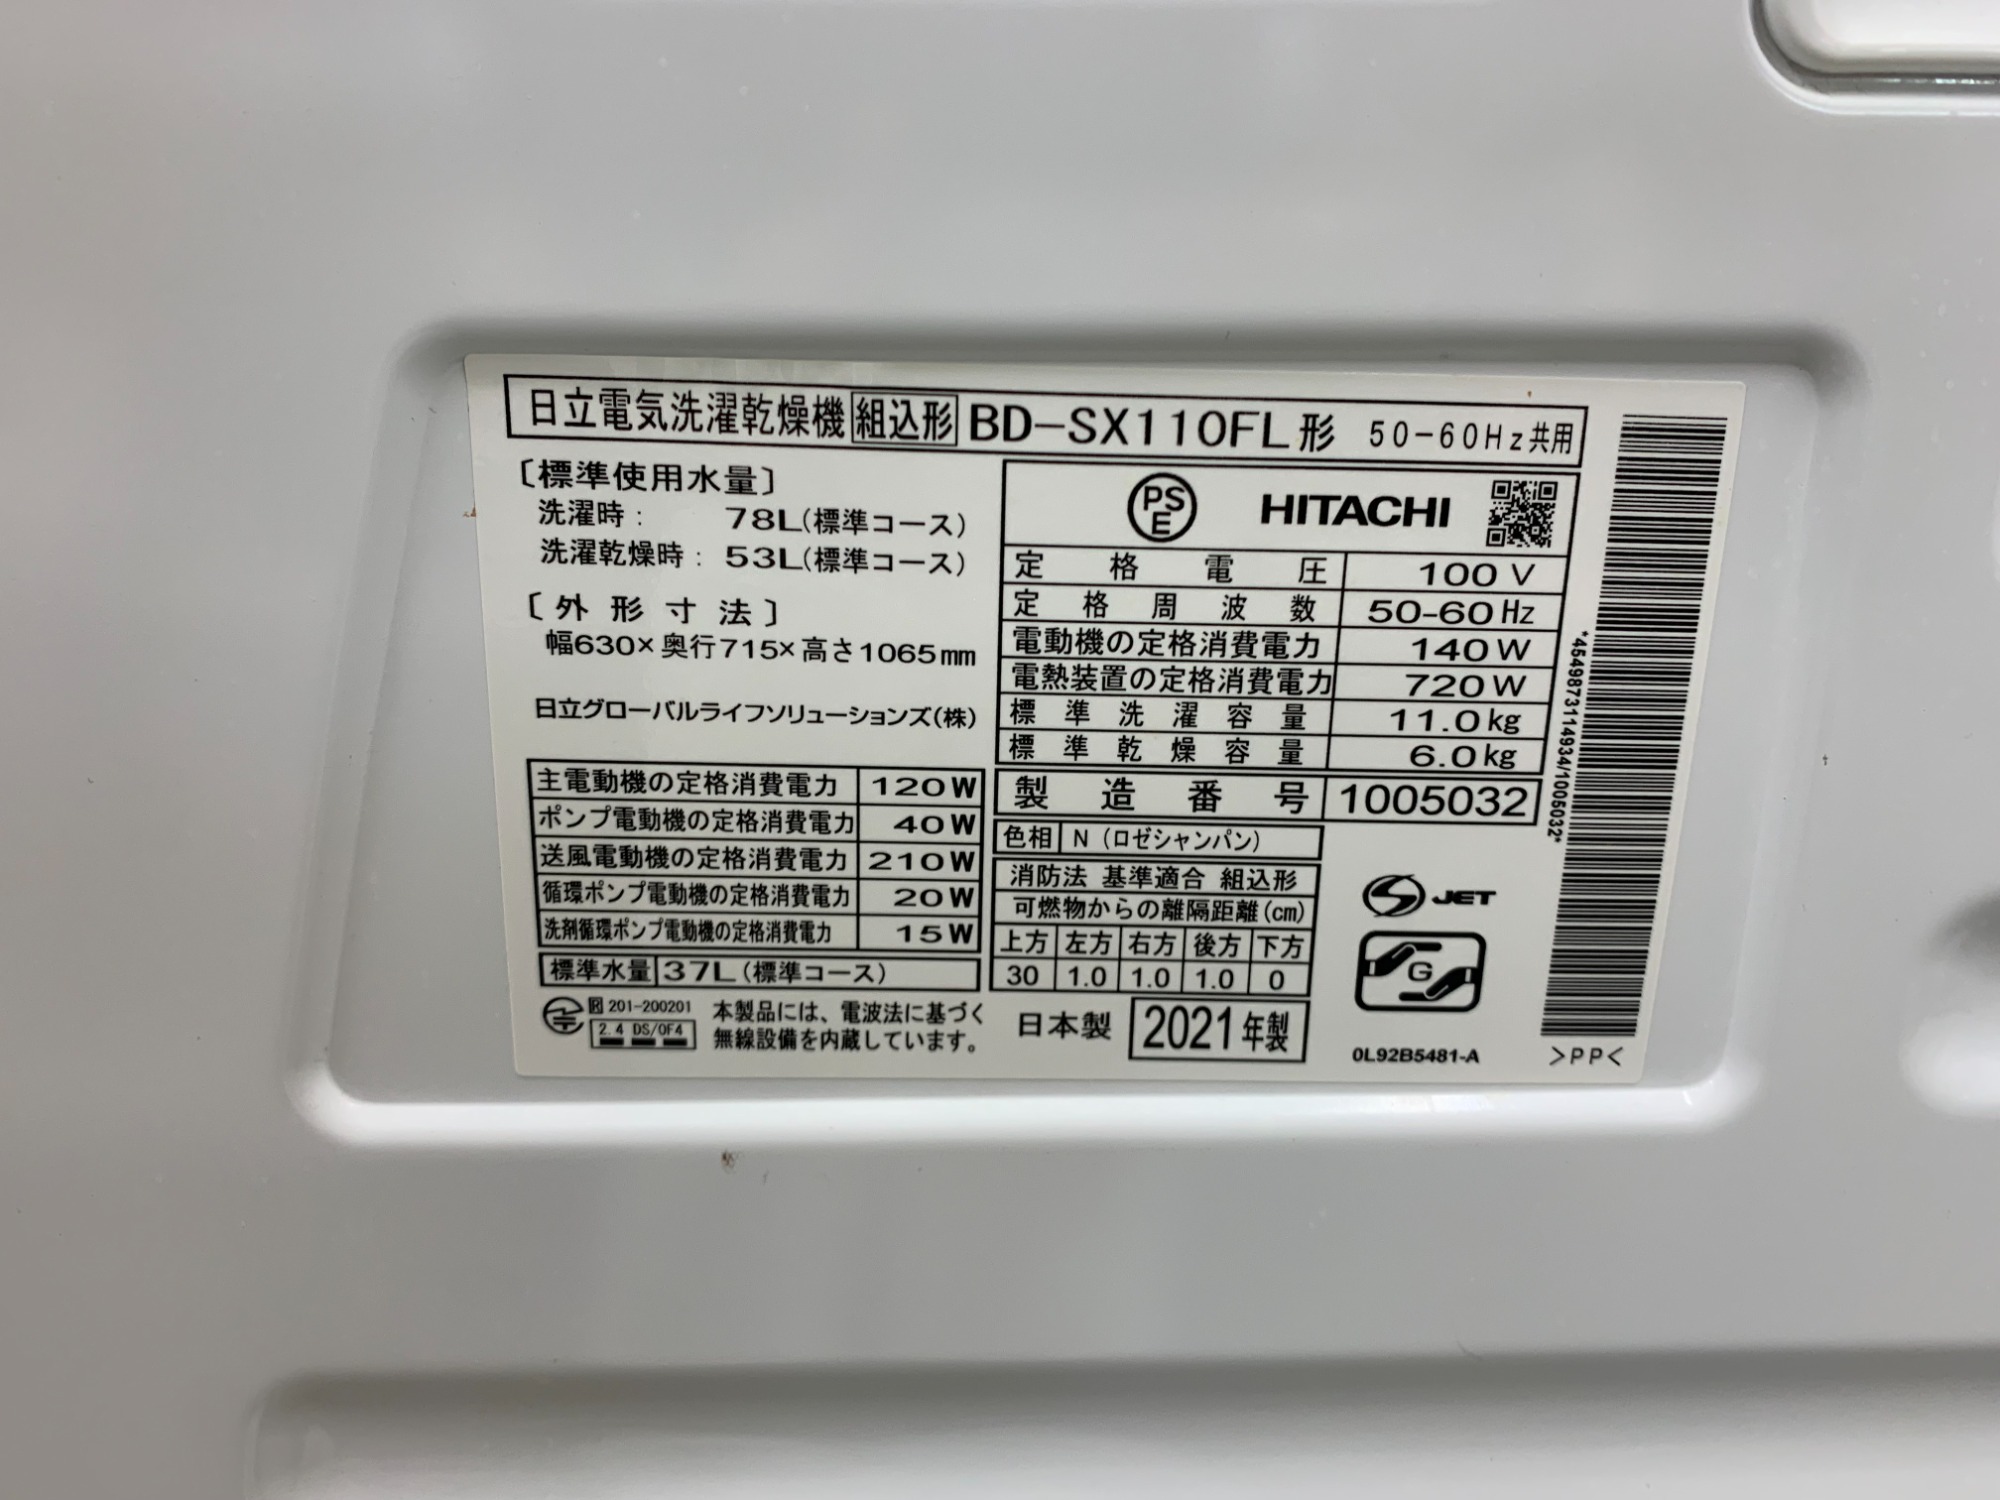 日立電気洗濯乾燥機 組込形 BD-SX110FL形 50-60Hz共用
〔標準使用水量〕
洗濯時： 78L(標準コース)
洗濯乾燥時： 53L(標準コース)
〔外形寸法〕
幅630×奥行715×高さ1065mm
日立グローバルライフソリューションズ(株)
主電動機の定格消費電力 120W
ポンプ電動機の定格消費電力 40W
送風電動機の定格消費電力 210W
循環ポンプ電動機の定格消費電力 20W
洗剤循環ポンプ電動機の定格消費電力 15W
標準水量 37L(標準コース)
R 201-200201
2.4 DS/OF4
本製品には、電波法に基づく
無線設備を内蔵しています。
PSE HITACHI
定格電圧 100V
定格周波数 50-60Hz
電動機の定格消費電力 140W
電熱装置の定格消費電力 720W
標準洗濯容量 11.0kg
標準乾燥容量 6.0kg
製造番号 1005032
色相 N(ロゼシャンパン)
消防法 基準適合 組込形
可燃物からの離隔距離(cm)
上方 左方 右方 後方 下方
30 1.0 1.0 1.0 0
日本製 2021年製
S JET
G
0L92B5481-A
*4549873114934/1005032*
>PP<